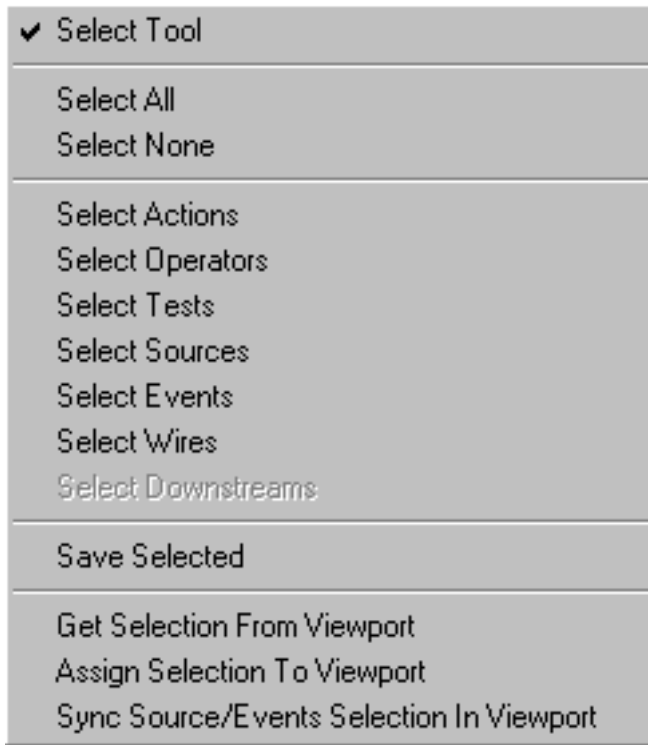 Select Tool
Select All
Select None
Select Actions
Select Operators
Select Tests
Select Sources
Select Events
Select Wires
Select Downstreams
Save Selected
Get Selection From Viewport
Assign Selection To Viewport
Sync Source/Events Selection In Viewport